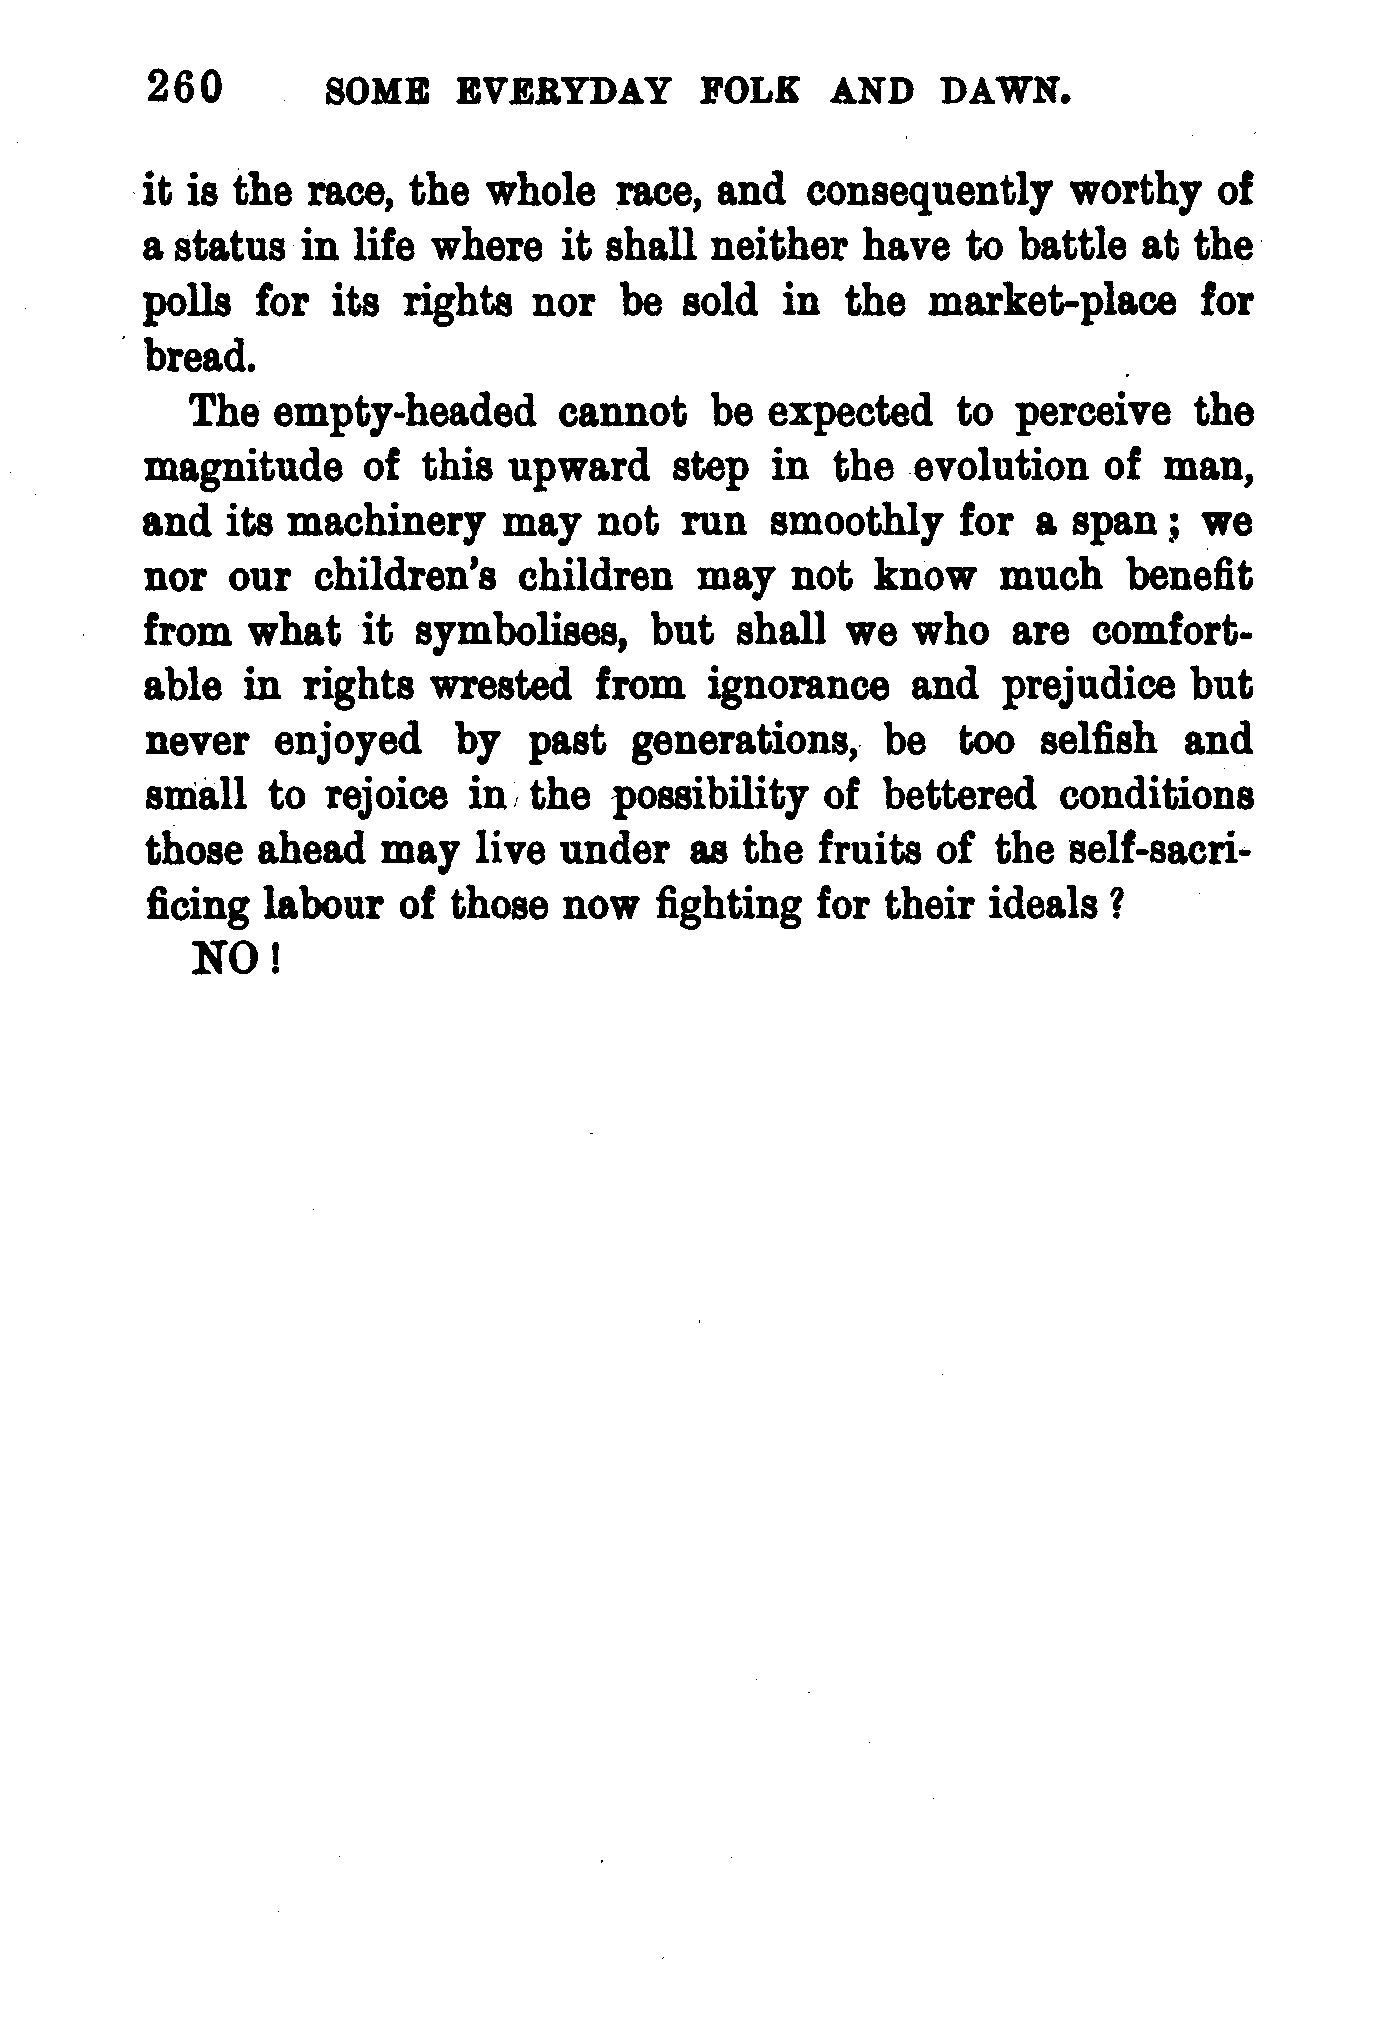 260 SOME EVERYDAY FOLK AND DAWN.
it is the race, the whole race, and consequently worthy of
a status in life where it shall neither have to battle at the
polls for its rights nor be sold in the market-place for
bread.
The empty-headed cannot be expected to perceive the
magnitude of this upward step in the evolution of man,
and its machinery may not run smoothly for a span ; we
nor our children's children may not know much benefit
from what it symbolises, but shall we who are comfort-
able in rights wrested from ignorance and prejudice but
never enjoyed by past generations, be too selfish and
small to rejoice in the possibility of bettered conditions
those ahead may live under as the fruits of the self-sacri-
ficing labour of those now fighting for their ideals ?
NO !